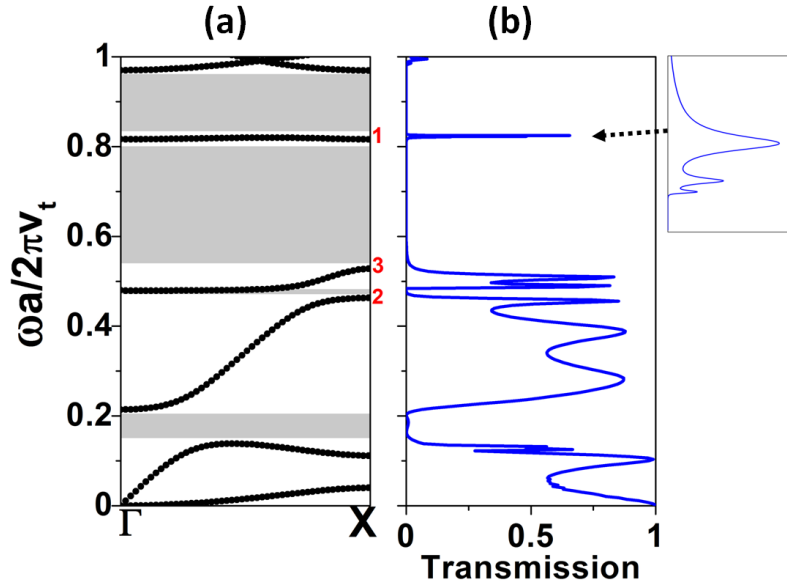 (a) (b)
1
0.8
0.6
0.4
0.2
0
ωa/2πv_t
1
3
2
Γ X
0 0.5 1
Transmission